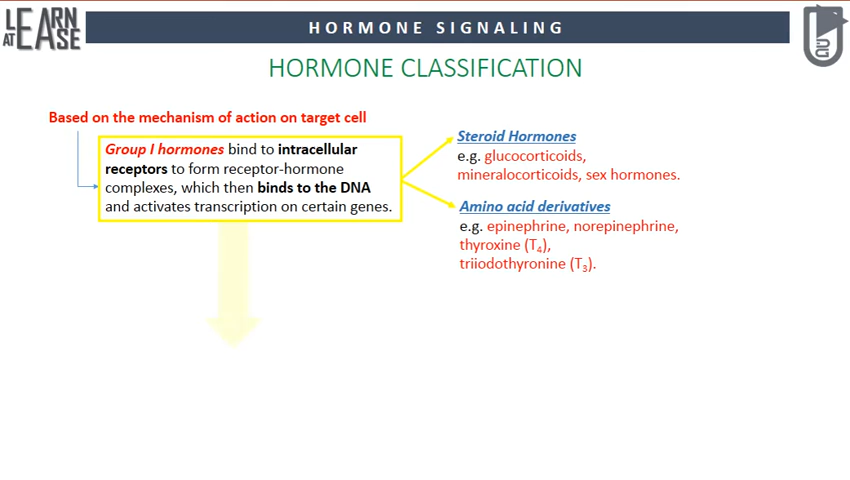 LEARN
AT EASE
HORMONE SIGNALING
HORMONE CLASSIFICATION
Based on the mechanism of action on target cell
Group I hormones bind to intracellular
receptors to form receptor-hormone
complexes, which then binds to the DNA
and activates transcription on certain genes.
Steroid Hormones
e.g. glucocorticoids,
mineralocorticoids, sex hormones.
Amino acid derivatives
e.g. epinephrine, norepinephrine,
thyroxine (T4),
triiodothyronine (T3).